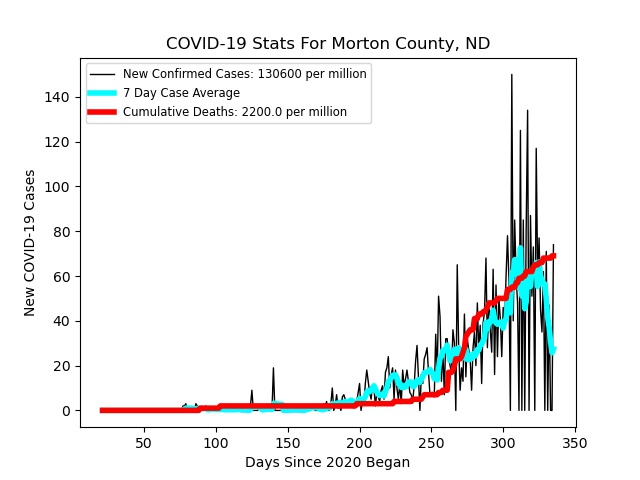 COVID-19 Stats For Morton County, ND
New Confirmed Cases: 130600 per million
7 Day Case Average
Cumulative Deaths: 2200.0 per million
New COVID-19 Cases
140
120
100
80
60
40
20
0
50
100
150
200
250
300
350
Days Since 2020 Began